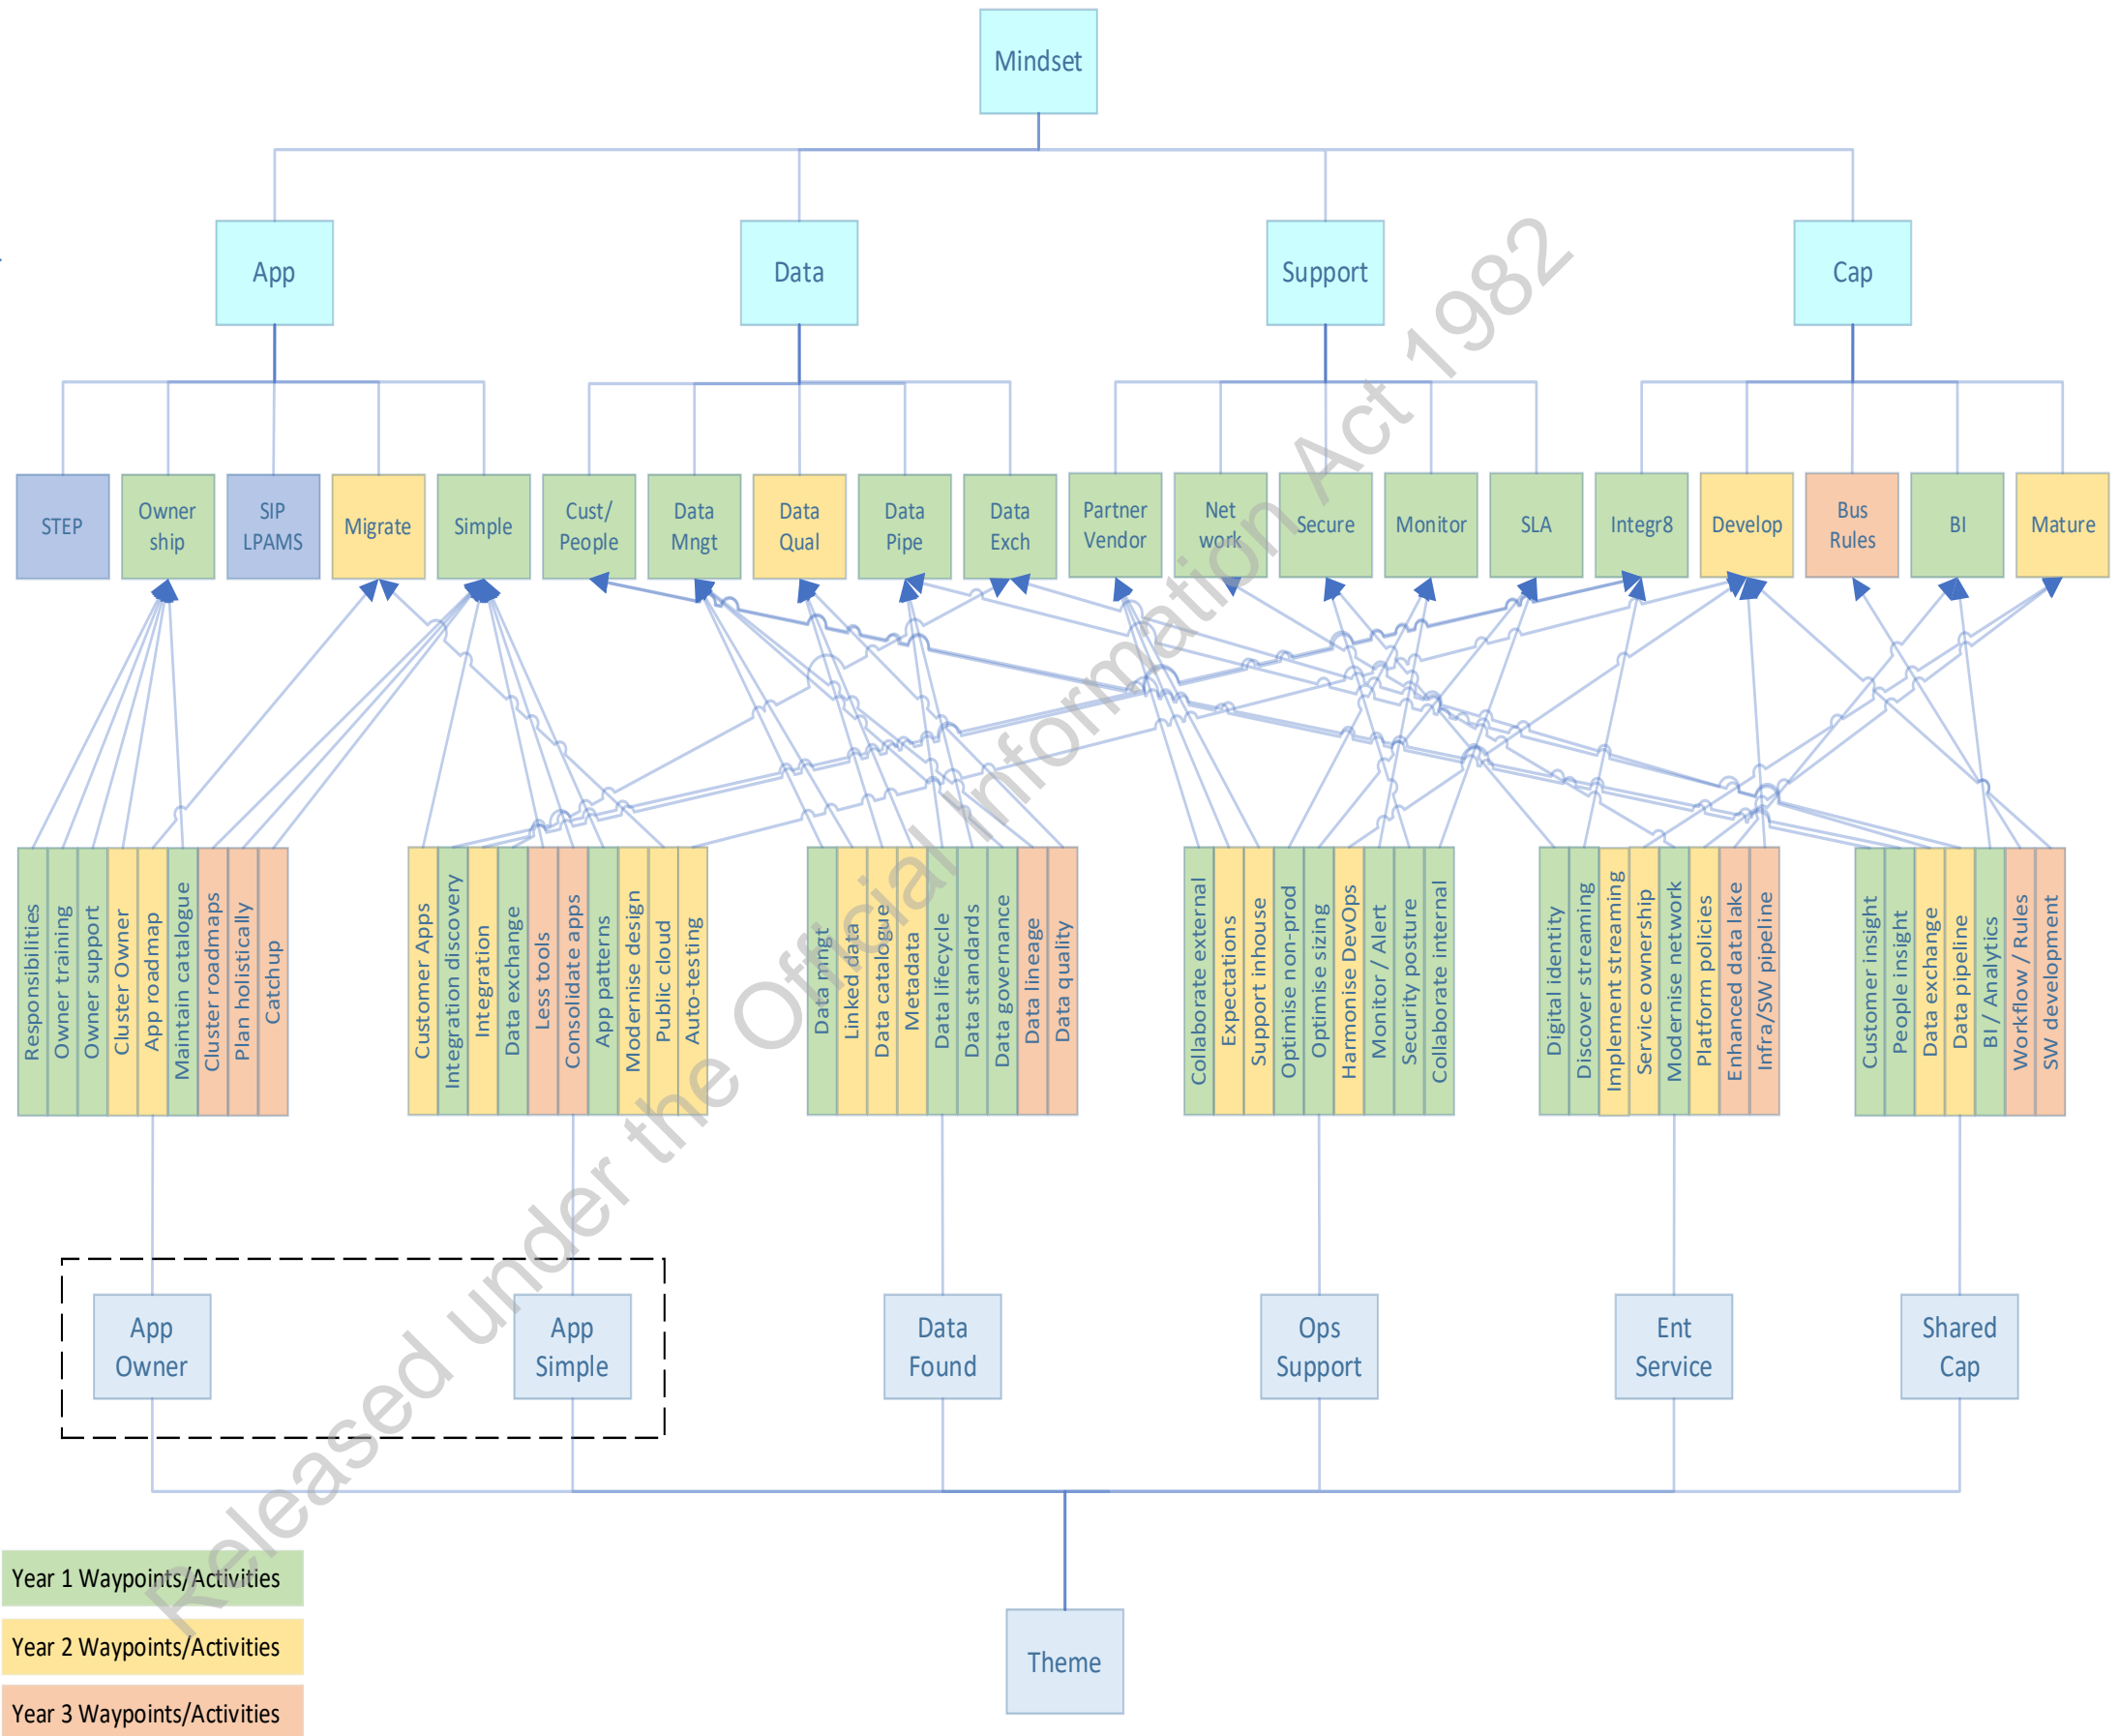 Mindset
App
Data
Support
Cap
STEP
Owner
ship
SIP
LPAMS
Migrate
Simple
Cust/
People
Data
Mngt
Data
Qual
Data
Pipe
Data
Exch
Partner
Vendor
Net
work
Secure
Monitor
SLA
Integr8
Develop
Bus
Rules
BI
Mature
Responsibilities
Owner training
Owner support
Cluster Owner
App roadmap
Maintain catalogue
Cluster roadmaps
Plan holistically
Catchup
Customer Apps
Integration discovery
Integration
Data exchange
Less tools
Consolidate apps
App patterns
Modernise design
Public cloud
Auto-testing
Data mngt
Linked data
Data catalogue
Metadata
Data lifecycle
Data standards
Data governance
Data lineage
Data quality
Collaborate external
Expectations
Support inhouse
Optimise non-prod
Optimise sizing
Harmonise DevOps
Monitor / Alert
Security posture
Collaborate internal
Digital identity
Discover streaming
Implement streaming
Service ownership
Modernise network
Platform policies
Enhanced data lake
Infra/SW pipeline
Customer insight
People insight
Data exchange
Data pipeline
BI / Analytics
Workflow / Rules
SW development
App
Owner
App
Simple
Data
Found
Ops
Support
Ent
Service
Shared
Cap
Theme
Year 1 Waypoints/Activities
Year 2 Waypoints/Activities
Year 3 Waypoints/Activities
Released under the Official Information Act 1982